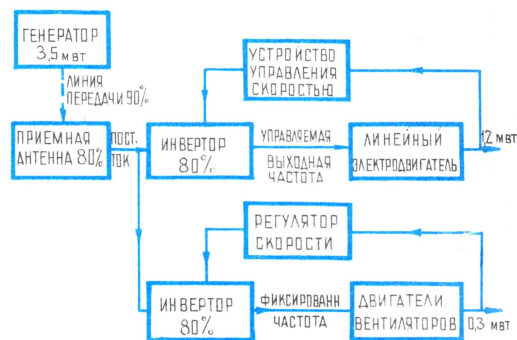 ГЕНЕРАТОР
3,5 МВТ
ЛИНИЯ
ПЕРЕДАЧИ 90%
ПРИЕМНАЯ
АНТЕННА 80%
ПОСТ.
ТОК
ИНВЕРТОР
80%
УПРАВЛЯЕМАЯ
ВЫХОДНАЯ
ЧАСТОТА
УСТРОЙСТВО
УПРАВЛЕНИЯ
СКОРОСТЬЮ
ЛИНЕЙНЫЙ
ЭЛЕКТРОДВИГАТЕЛЬ
1,2 МВТ
РЕГУЛЯТОР
СКОРОСТИ
ИНВЕРТОР
80%
ФИКСИРОВАНН
ЧАСТОТА
ДВИГАТЕЛИ
ВЕНТИЛЯТОРОВ
0,3 МВТ